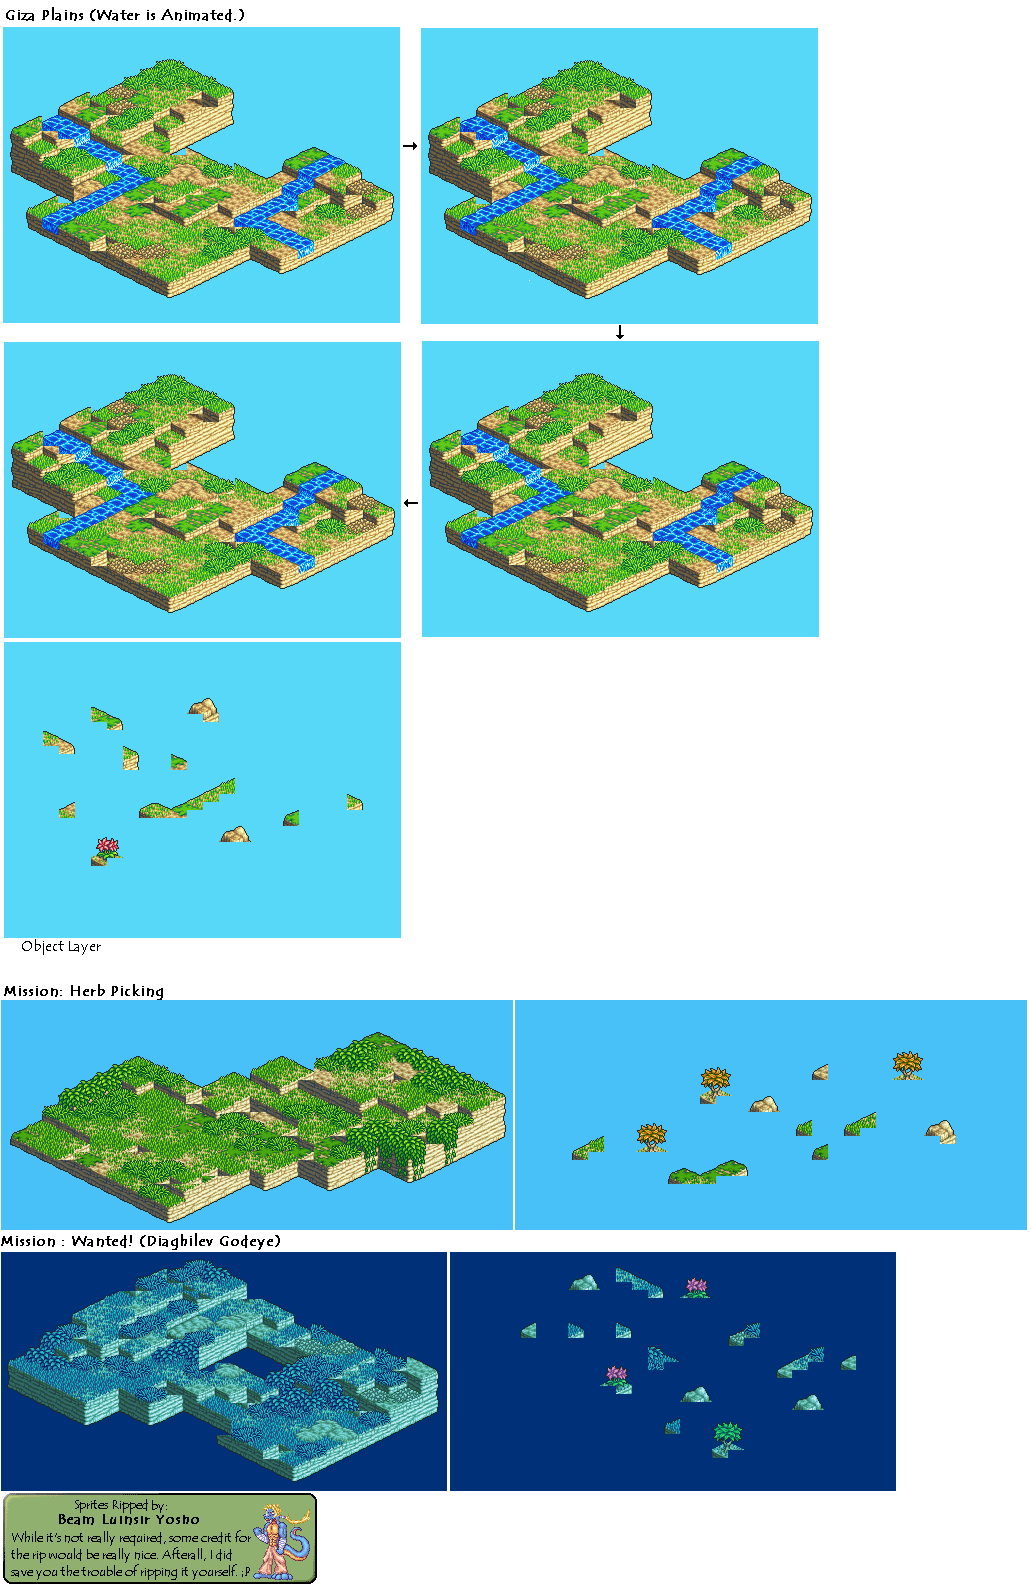 Giza Plains (Water is Animated.)
Object Layer
Mission: Herb Picking
Mission : Wanted! (Diaghilev Godeye)
Sprites Ripped by:
Beam Luinsir Yosho
While it's not really required, some credit for
the rip would be really nice. Afterall, I did
save you the trouble of ripping it yourself. ;P